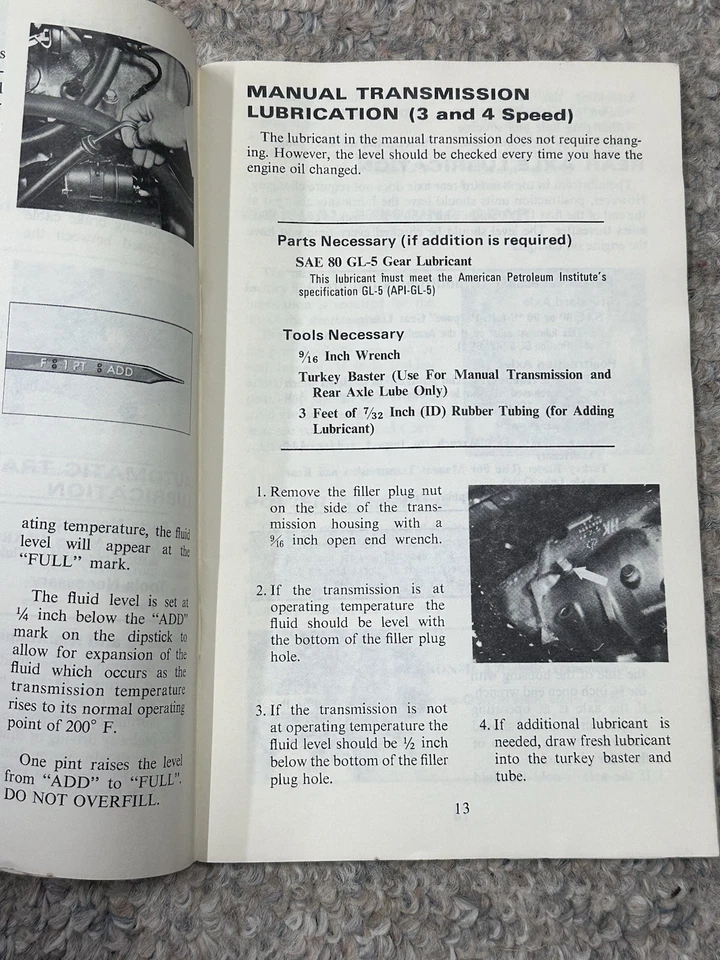 F 1 PT ADD
ating temperature, the fluid
level will appear at the
“FULL” mark.
The fluid level is set at
¼ inch below the “ADD”
mark on the dipstick to
allow for expansion of the
fluid which occurs as the
transmission temperature
rises to its normal operating
point of 200° F.
One pint raises the level
from “ADD” to “FULL”.
DO NOT OVERFILL.
MANUAL TRANSMISSION
LUBRICATION (3 and 4 Speed)
The lubricant in the manual transmission does not require chang-
ing. However, the level should be checked every time you have the
engine oil changed.
Parts Necessary (if addition is required)
SAE 80 GL-5 Gear Lubricant
This lubricant must meet the American Petroleum Institute's
specification GL-5 (API-GL-5)
Tools Necessary
9/16 Inch Wrench
Turkey Baster (Use For Manual Transmission and
Rear Axle Lube Only)
3 Feet of 7/32 Inch (ID) Rubber Tubing (for Adding
Lubricant)
1. Remove the filler plug nut
on the side of the trans-
mission housing with a
9/16 inch open end wrench.
2. If the transmission is at
operating temperature the
fluid should be level with
the bottom of the filler plug
hole.
3. If the transmission is not
at operating temperature the
fluid level should be ½ inch
below the bottom of the filler
plug hole.
4. If additional lubricant is
needed, draw fresh lubricant
into the turkey baster and
tube.
13